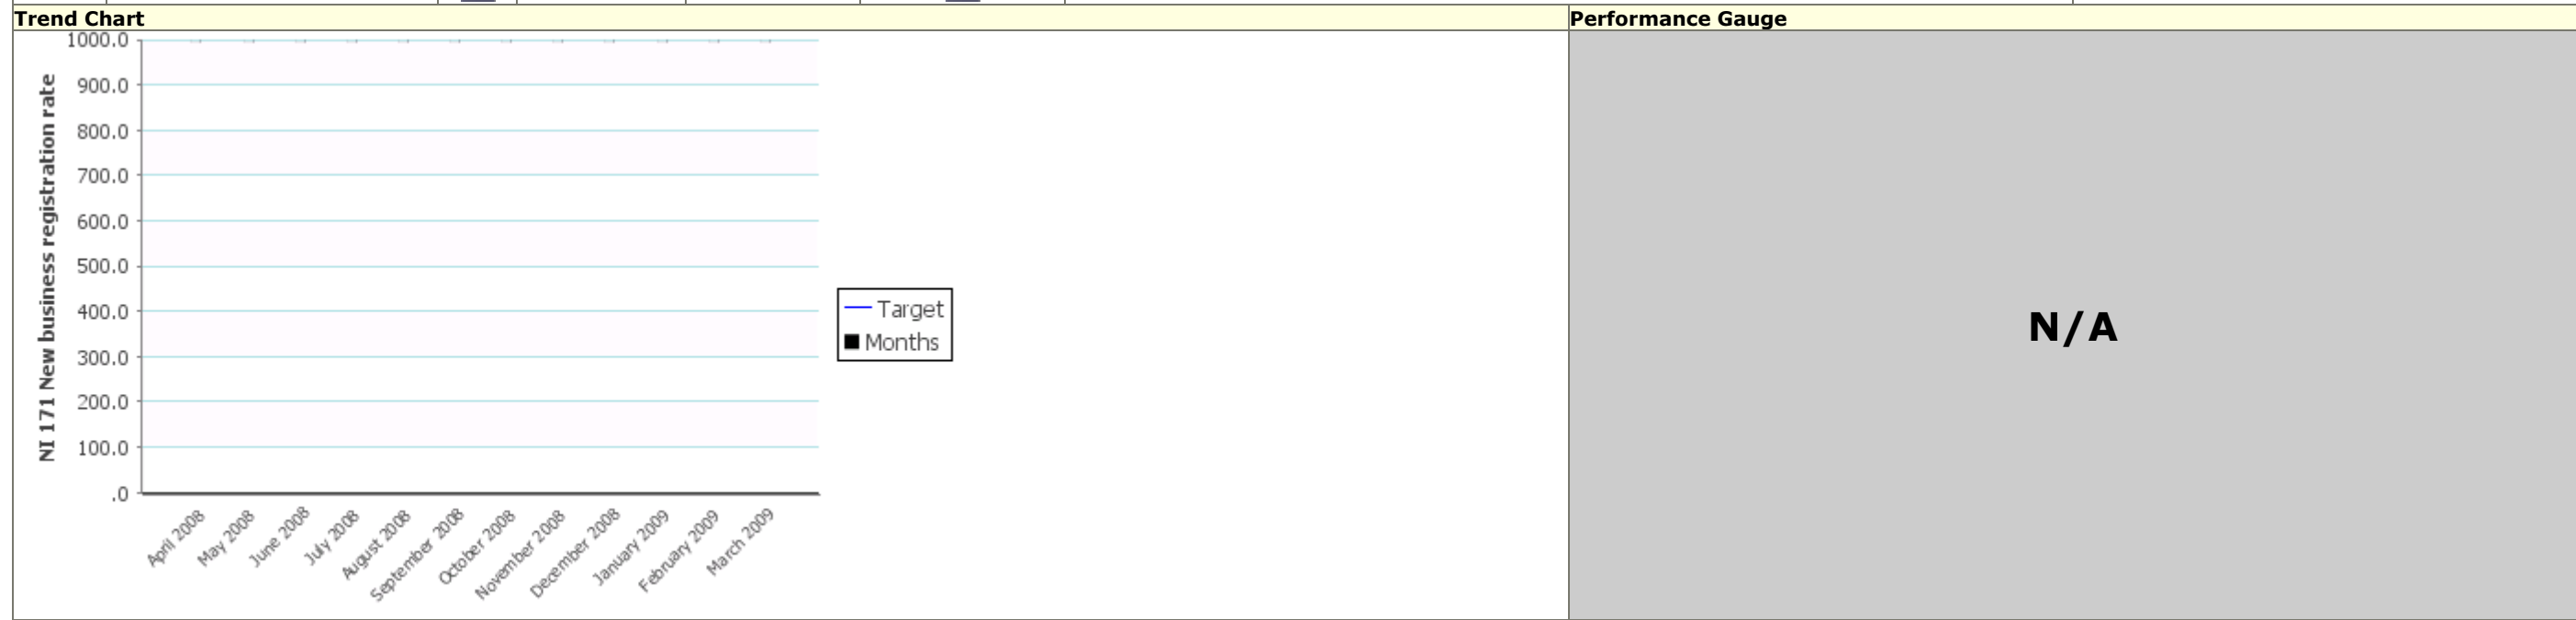 Trend Chart
Performance Gauge
1000.0
900.0
800.0
700.0
600.0
500.0
400.0
300.0
200.0
100.0
.0
NI 171 New business registration rate
April 2008
May 2008
June 2008
July 2008
August 2008
September 2008
October 2008
November 2008
December 2008
January 2009
February 2009
March 2009
Target
Months
N/A